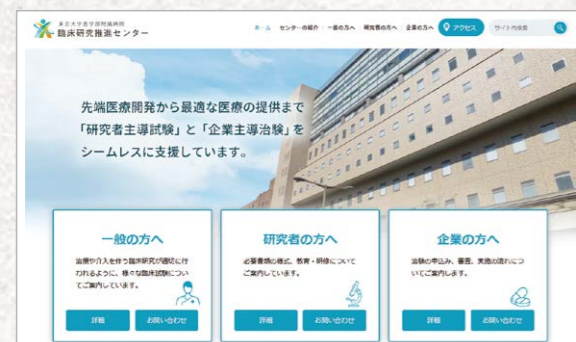 東京大学医学部附属病院
臨床研究推進センター
ホーム センターの紹介 一般の方へ 研究者の方へ 企業の方へ アクセス サイト内検索
先端医療開発から最適な医療の提供まで
「研究者主導試験」と「企業主導治験」を
シームレスに支援しています。
一般の方へ
治療や介入を伴う臨床研究が適切に行
われるように、様々な臨床試験につい
てご案内しています。
詳細 お問い合わせ
研究者の方へ
必要書類の様式、教育・研修について
ご案内しています。
詳細 お問い合わせ
企業の方へ
治験の申込み、審査、実施の流れにつ
いてご案内します。
詳細 お問い合わせ